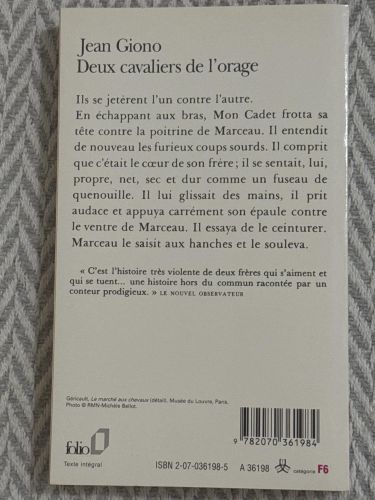 Jean Giono
Deux cavaliers de l'orage
Ils se jetèrent l'un contre l'autre.
En échappant aux bras, Mon Cadet frotta sa
tête contre la poitrine de Marceau. Il entendit
de nouveau les furieux coups sourds. Il comprit
que c'était le cœur de son frère; il se sentait, lui,
propre, net, sec et dur comme un fuseau de
quenouille. Il lui glissait des mains, il prit
audace et appuya carrément son épaule contre
le ventre de Marceau. Il essaya de le ceinturer.
Marceau le saisit aux hanches et le souleva.
« C'est l'histoire très violente de deux frères qui s'aiment et
qui se tuent... une histoire hors du commun racontée par un
conteur prodigieux. » LE NOUVEL OBSERVATEUR
Géricault, Le marché aux chevaux (détail). Musée du Louvre, Paris.
Photo © RMN-Michèle Bellot.
9 782070 361984
folio
Texte intégral
ISBN 2-07-036198-5 A 36198 catégorie F6